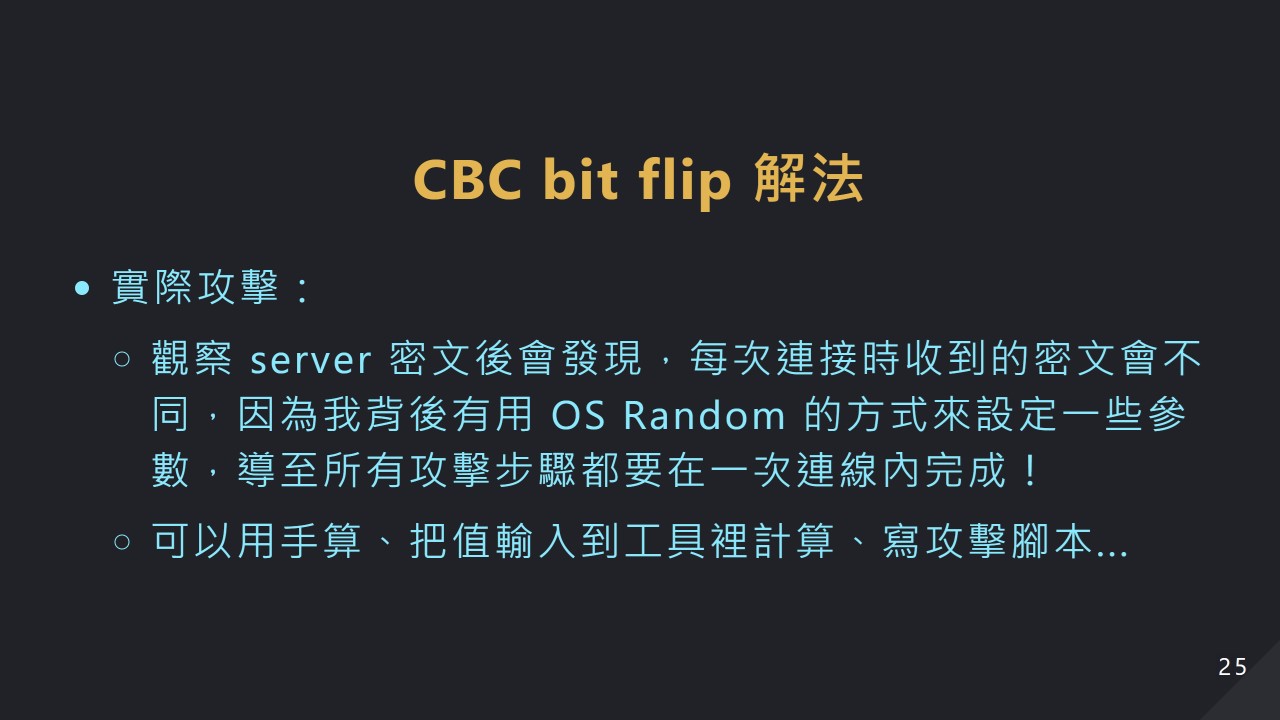 CBC bit flip 解法
實際攻擊：
觀察 server 密文後會發現，每次連接時收到的密文會不
同，因為我背後有用 OS Random 的方式來設定一些參
數，導至所有攻擊步驟都要在一次連線內完成！
可以用手算、把值輸入到工具裡計算、寫攻擊腳本...
25